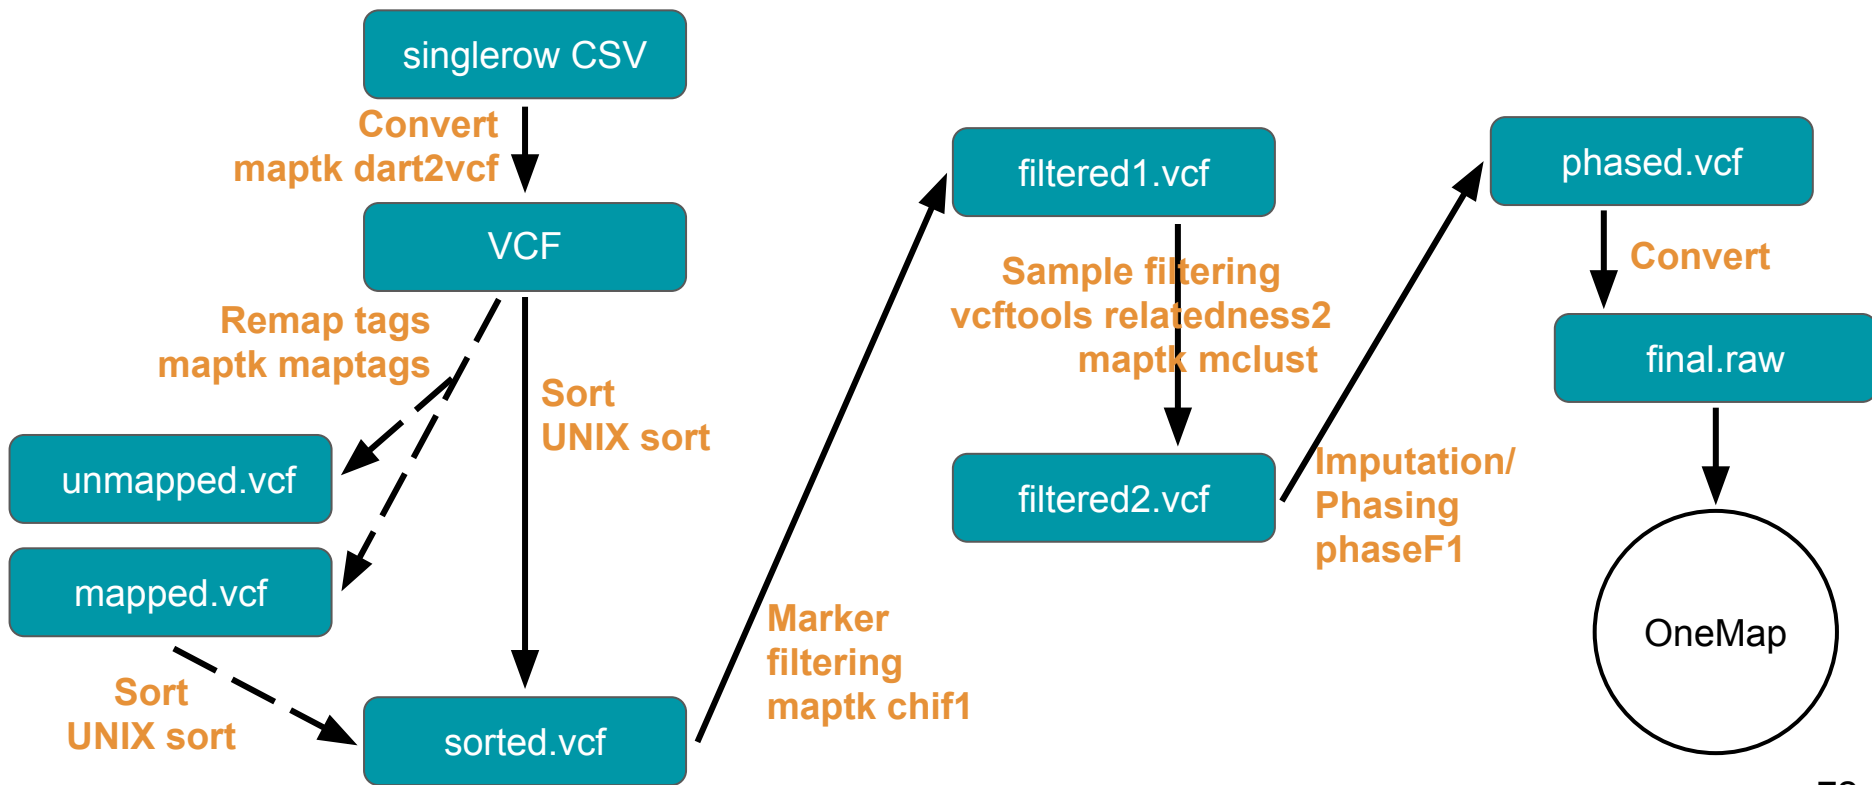 singlerow CSV
Convert
maptk dart2vcf
VCF
Remap tags
maptk maptags
Sort
UNIX sort
unmapped.vcf
mapped.vcf
Sort
UNIX sort
sorted.vcf
Marker
filtering
maptk chif1
filtered1.vcf
Sample filtering
vcftools relatedness2
maptk mclust
filtered2.vcf
Imputation/
Phasing
phaseF1
phased.vcf
Convert
final.raw
OneMap